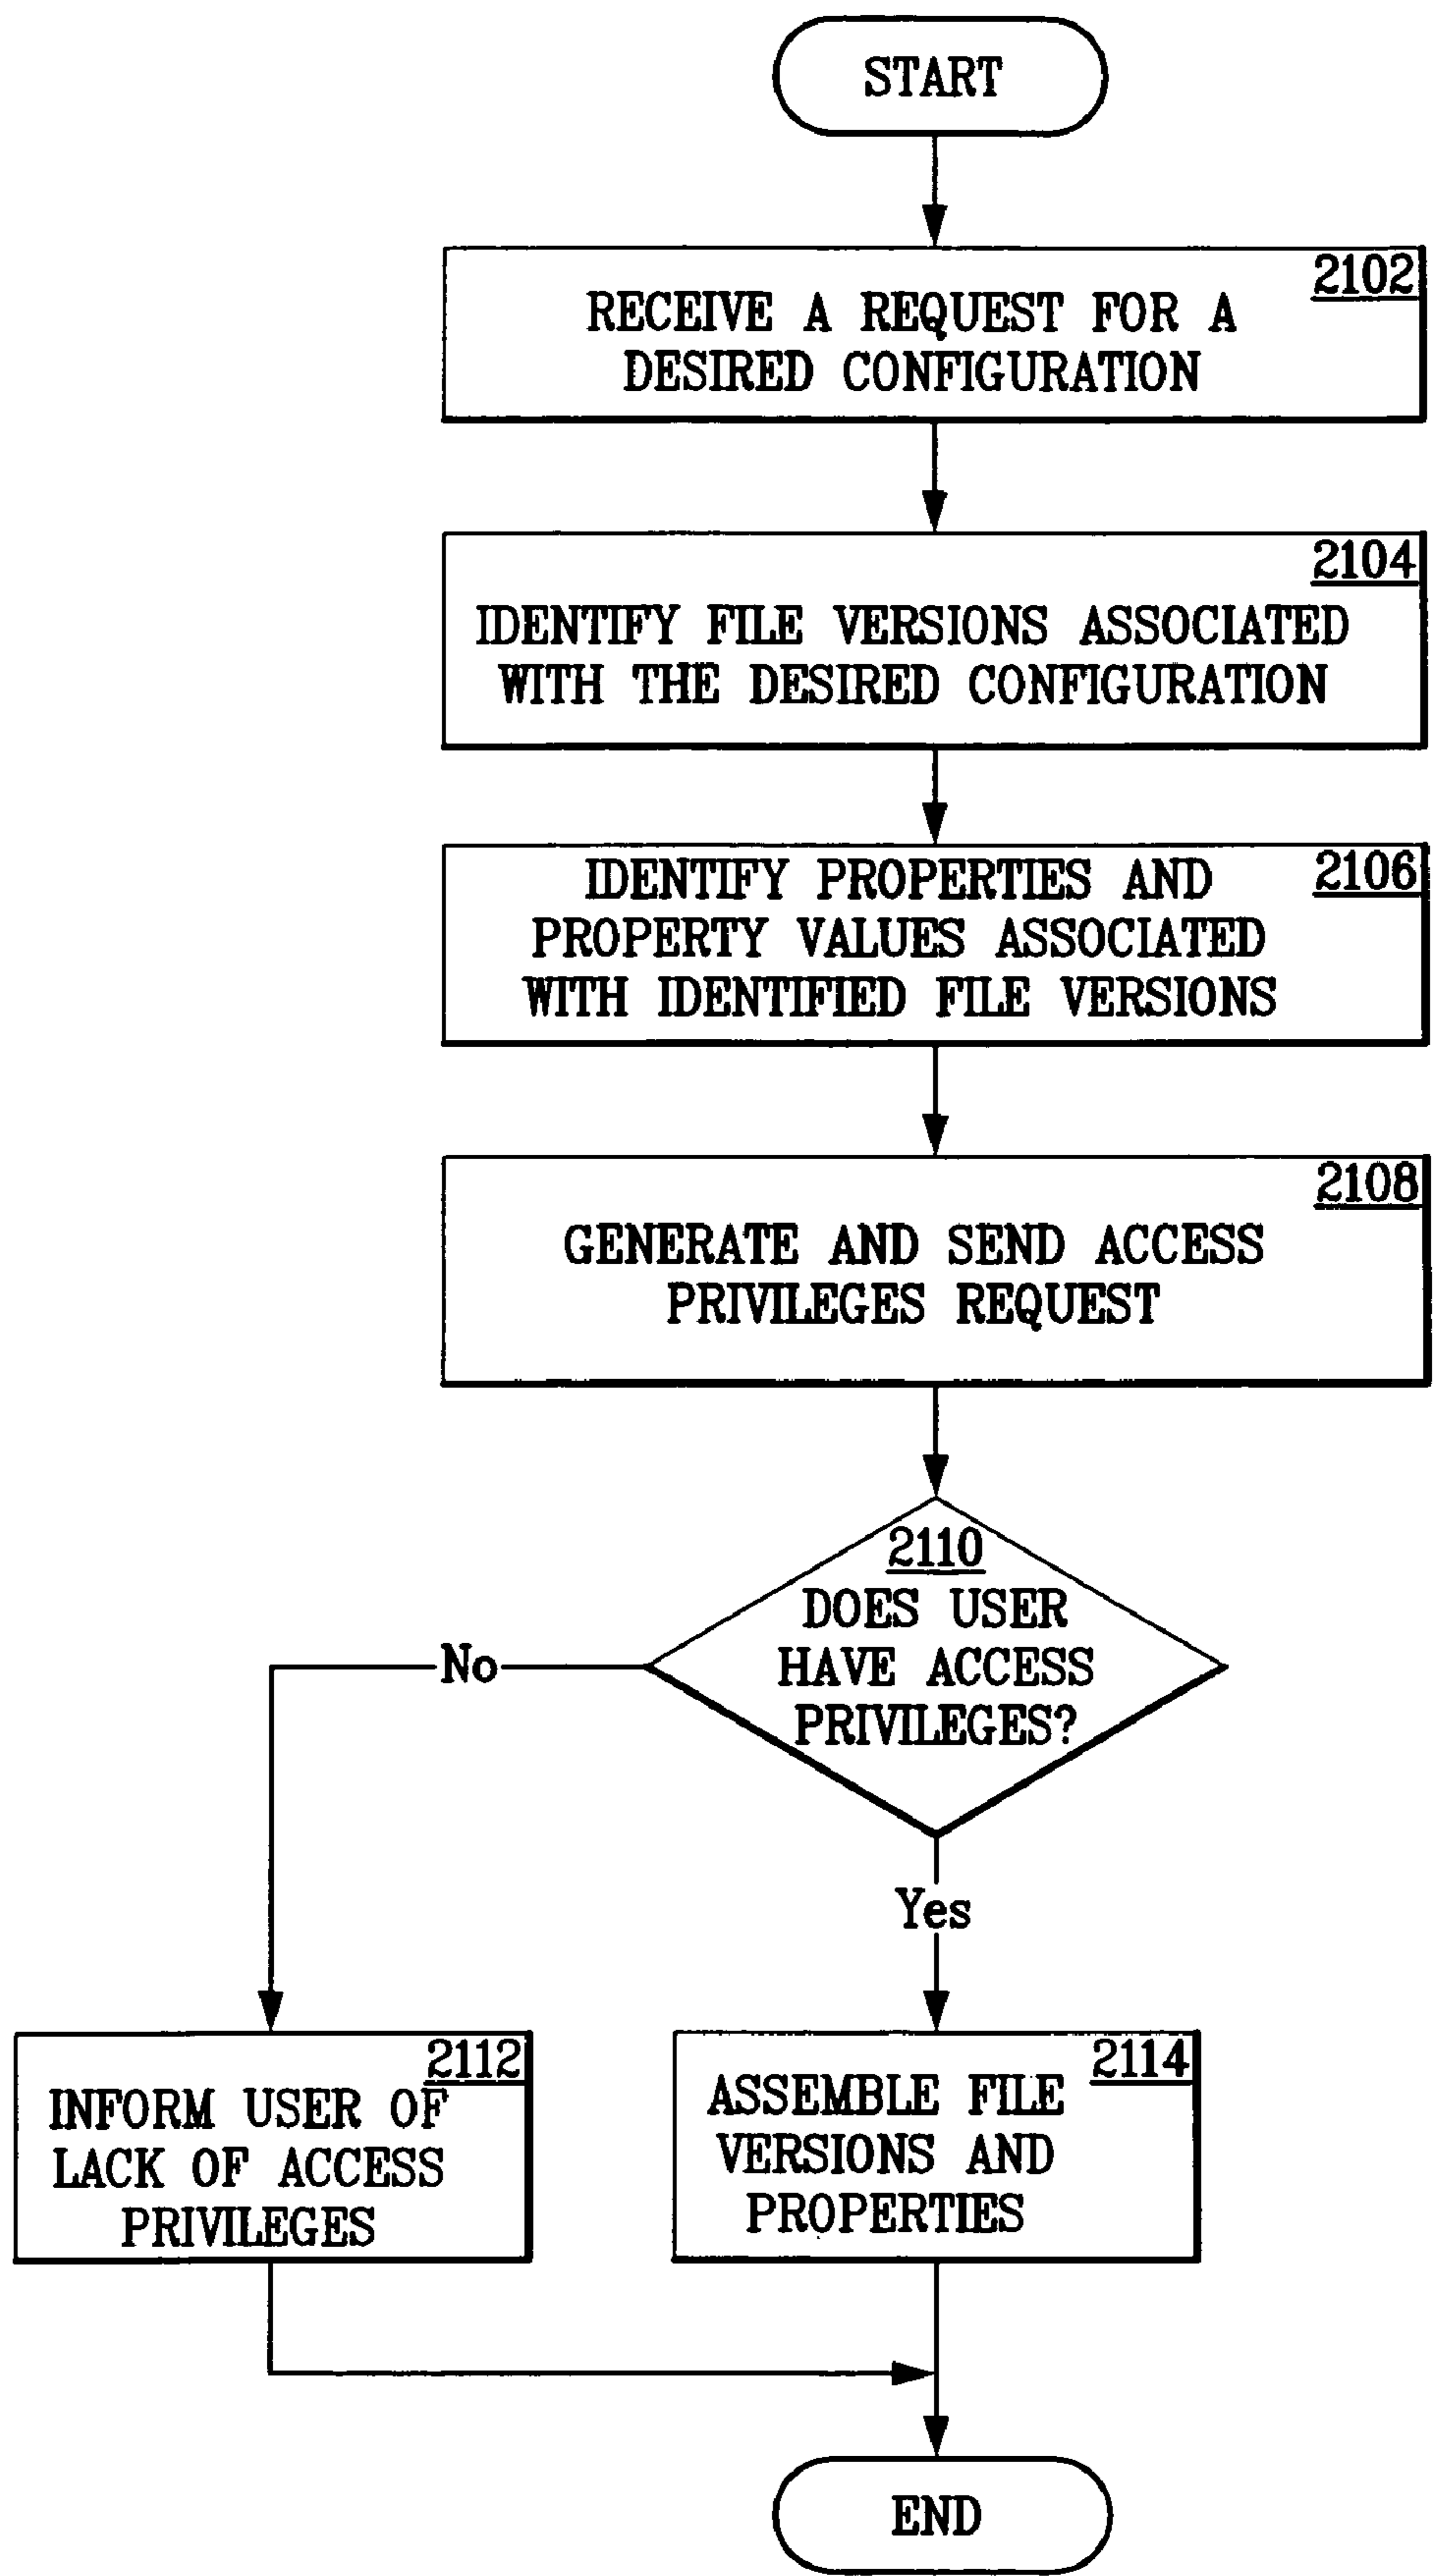 START
2102
RECEIVE A REQUEST FOR A
DESIRED CONFIGURATION
2104
IDENTIFY FILE VERSIONS ASSOCIATED
WITH THE DESIRED CONFIGURATION
2106
IDENTIFY PROPERTIES AND
PROPERTY VALUES ASSOCIATED
WITH IDENTIFIED FILE VERSIONS
2108
GENERATE AND SEND ACCESS
PRIVILEGES REQUEST
2110
DOES USER
HAVE ACCESS
PRIVILEGES?
No
Yes
2112
INFORM USER OF
LACK OF ACCESS
PRIVILEGES
2114
ASSEMBLE FILE
VERSIONS AND
PROPERTIES
END